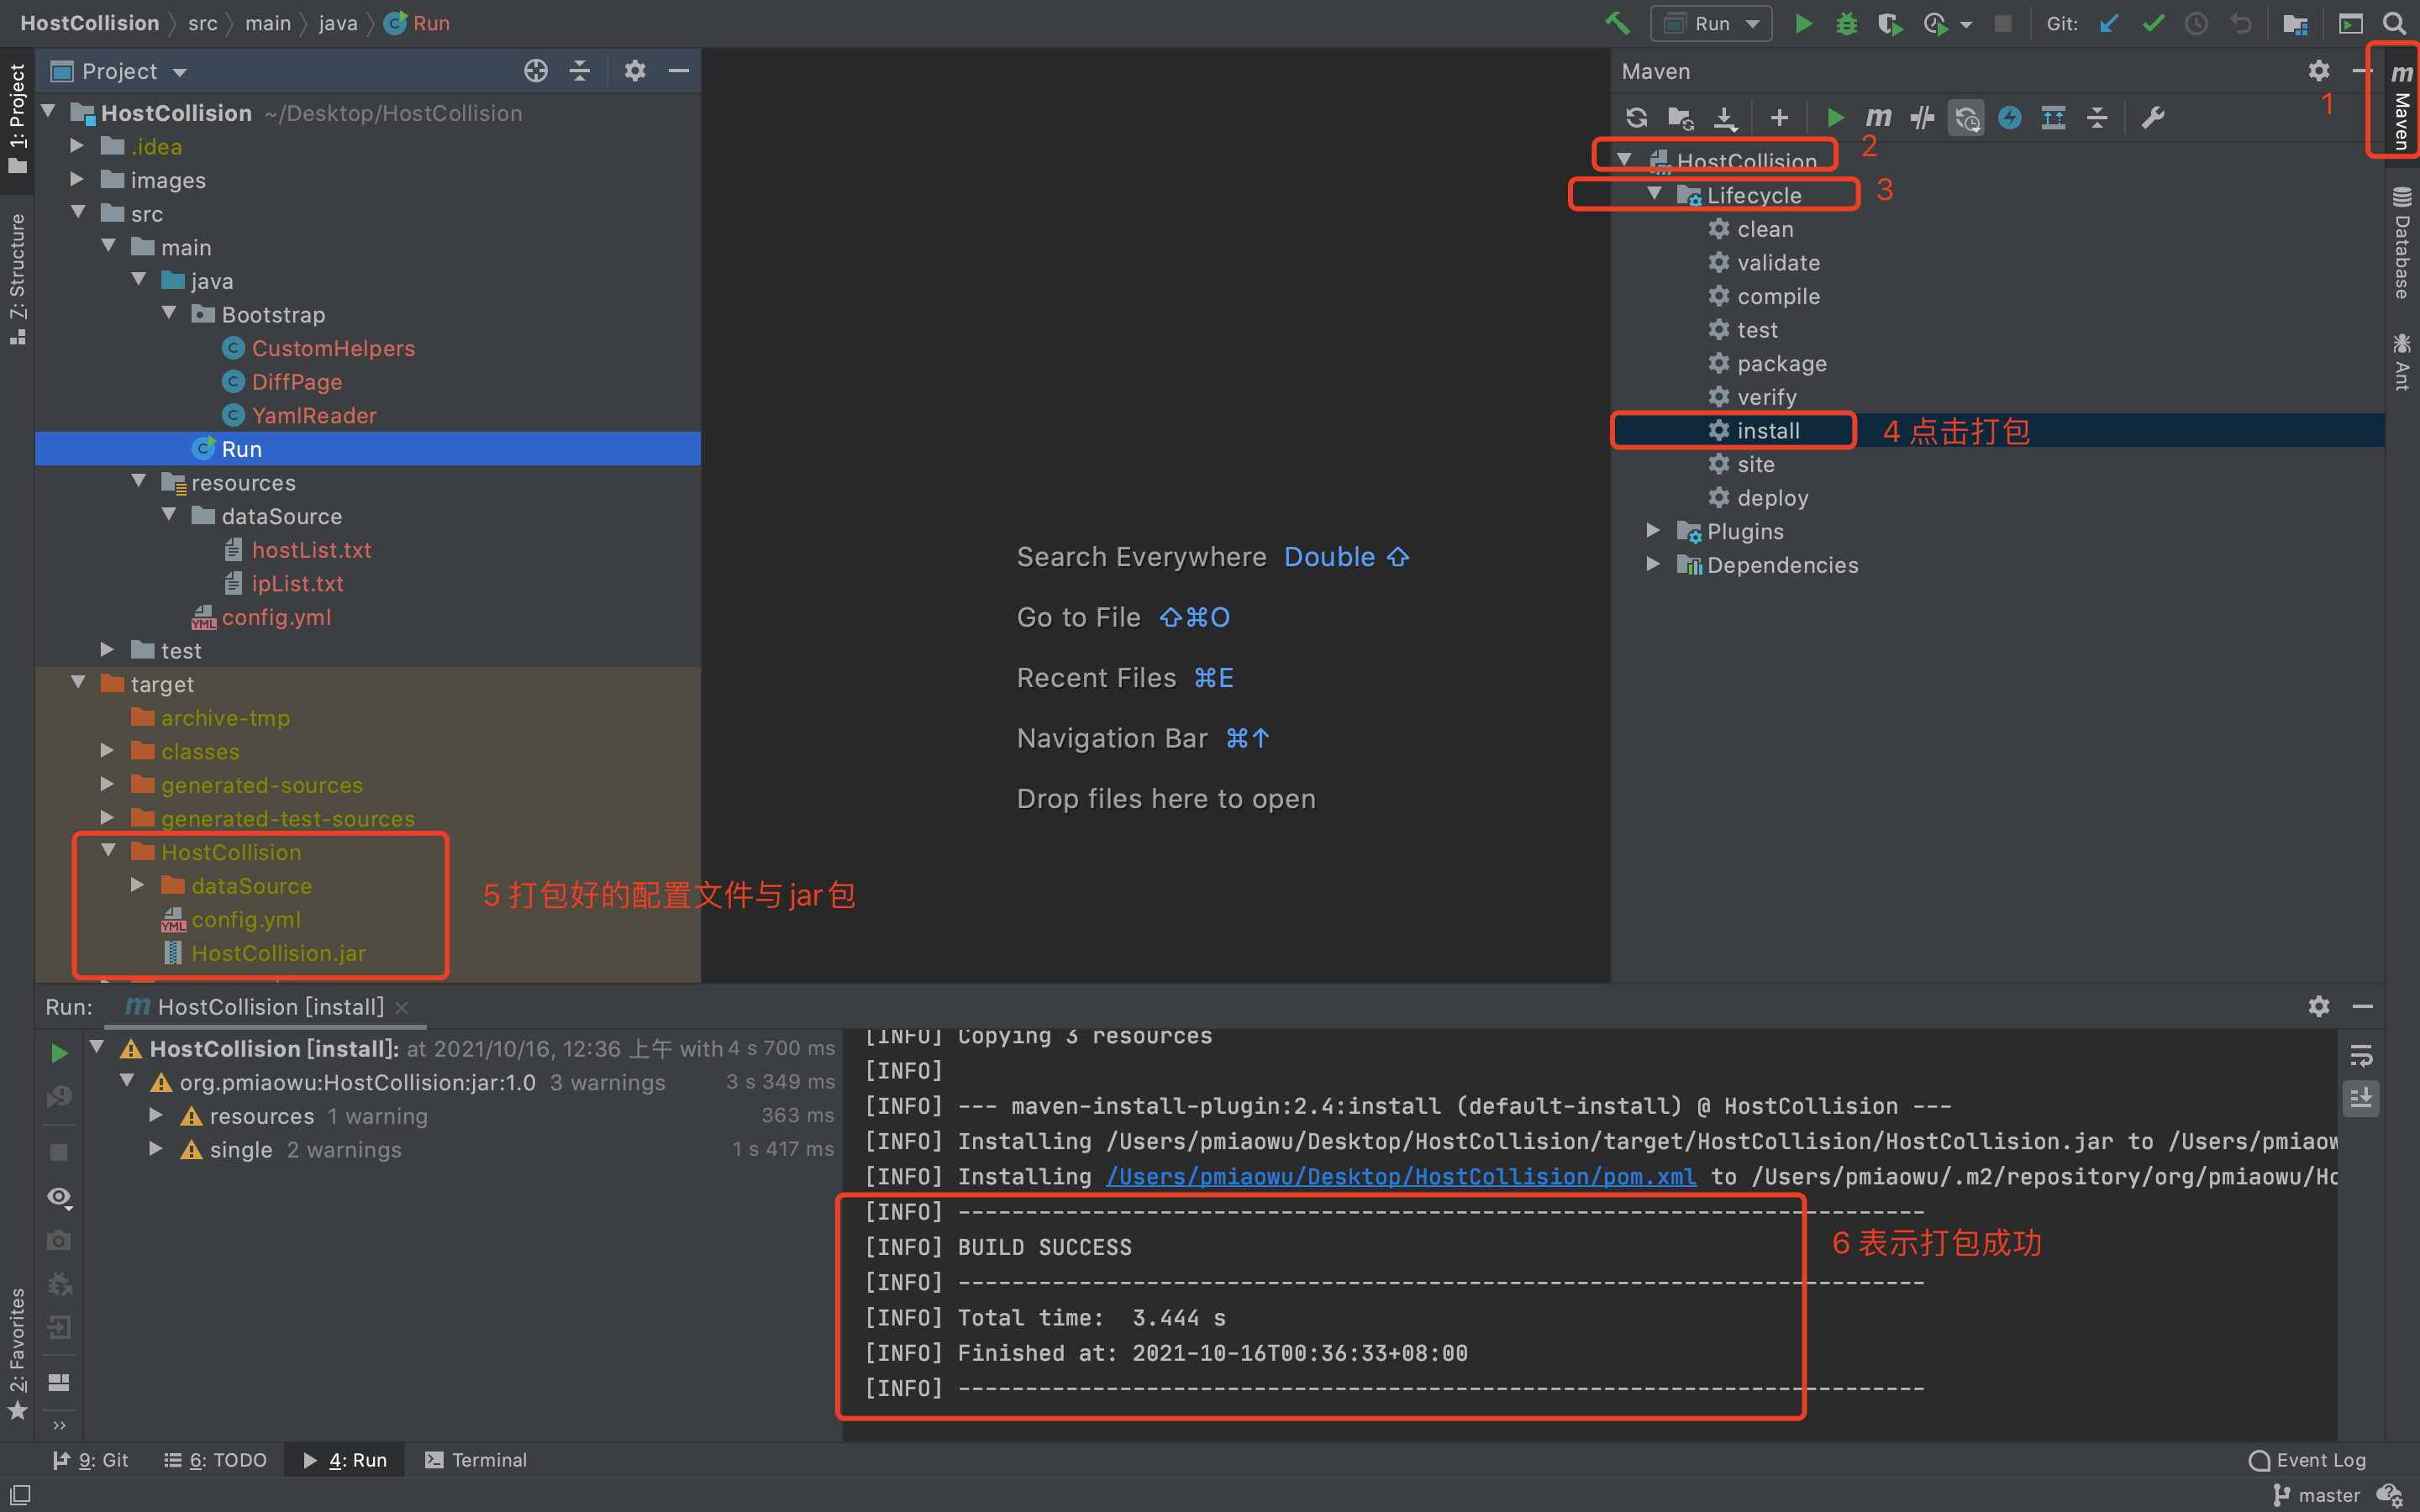 HostCollision src main java Run
Run
Git:
1: Project
7: Structure
2: Favorites
Project
HostCollision ~/Desktop/HostCollision
.idea
images
src
main
java
Bootstrap
CustomHelpers
DiffPage
YamlReader
Run
resources
dataSource
hostList.txt
ipList.txt
config.yml
test
target
archive-tmp
classes
generated-sources
generated-test-sources
HostCollision
dataSource
config.yml
HostCollision.jar
5 打包好的配置文件与jar包
Search Everywhere Double ⇧
Go to File ⇧⌘O
Recent Files ⌘E
Navigation Bar ⌘↑
Drop files here to open
Maven
1
HostCollision
2
Lifecycle
3
clean
validate
compile
test
package
verify
install
4 点击打包
site
deploy
Plugins
Dependencies
Maven
Database
Ant
Run: HostCollision [install]
HostCollision [install]: at 2021/10/16, 12:36 上午 with 4 s 700 ms
org.pmiaowu:HostCollision:jar:1.0 3 warnings 3 s 349 ms
resources 1 warning 363 ms
single 2 warnings 1 s 417 ms
[INFO] Copying 3 resources
[INFO]
[INFO] --- maven-install-plugin:2.4:install (default-install) @ HostCollision ---
[INFO] Installing /Users/pmiaowu/Desktop/HostCollision/target/HostCollision/HostCollision.jar to /Users/pmiaow
[INFO] Installing /Users/pmiaowu/Desktop/HostCollision/pom.xml to /Users/pmiaowu/.m2/repository/org/pmiaowu/Ho
[INFO] ------------------------------------------------------------------------
[INFO] BUILD SUCCESS
[INFO] ------------------------------------------------------------------------
[INFO] Total time:  3.444 s
[INFO] Finished at: 2021-10-16T00:36:33+08:00
[INFO] ------------------------------------------------------------------------
6 表示打包成功
9: Git
6: TODO
4: Run
Terminal
Event Log
master